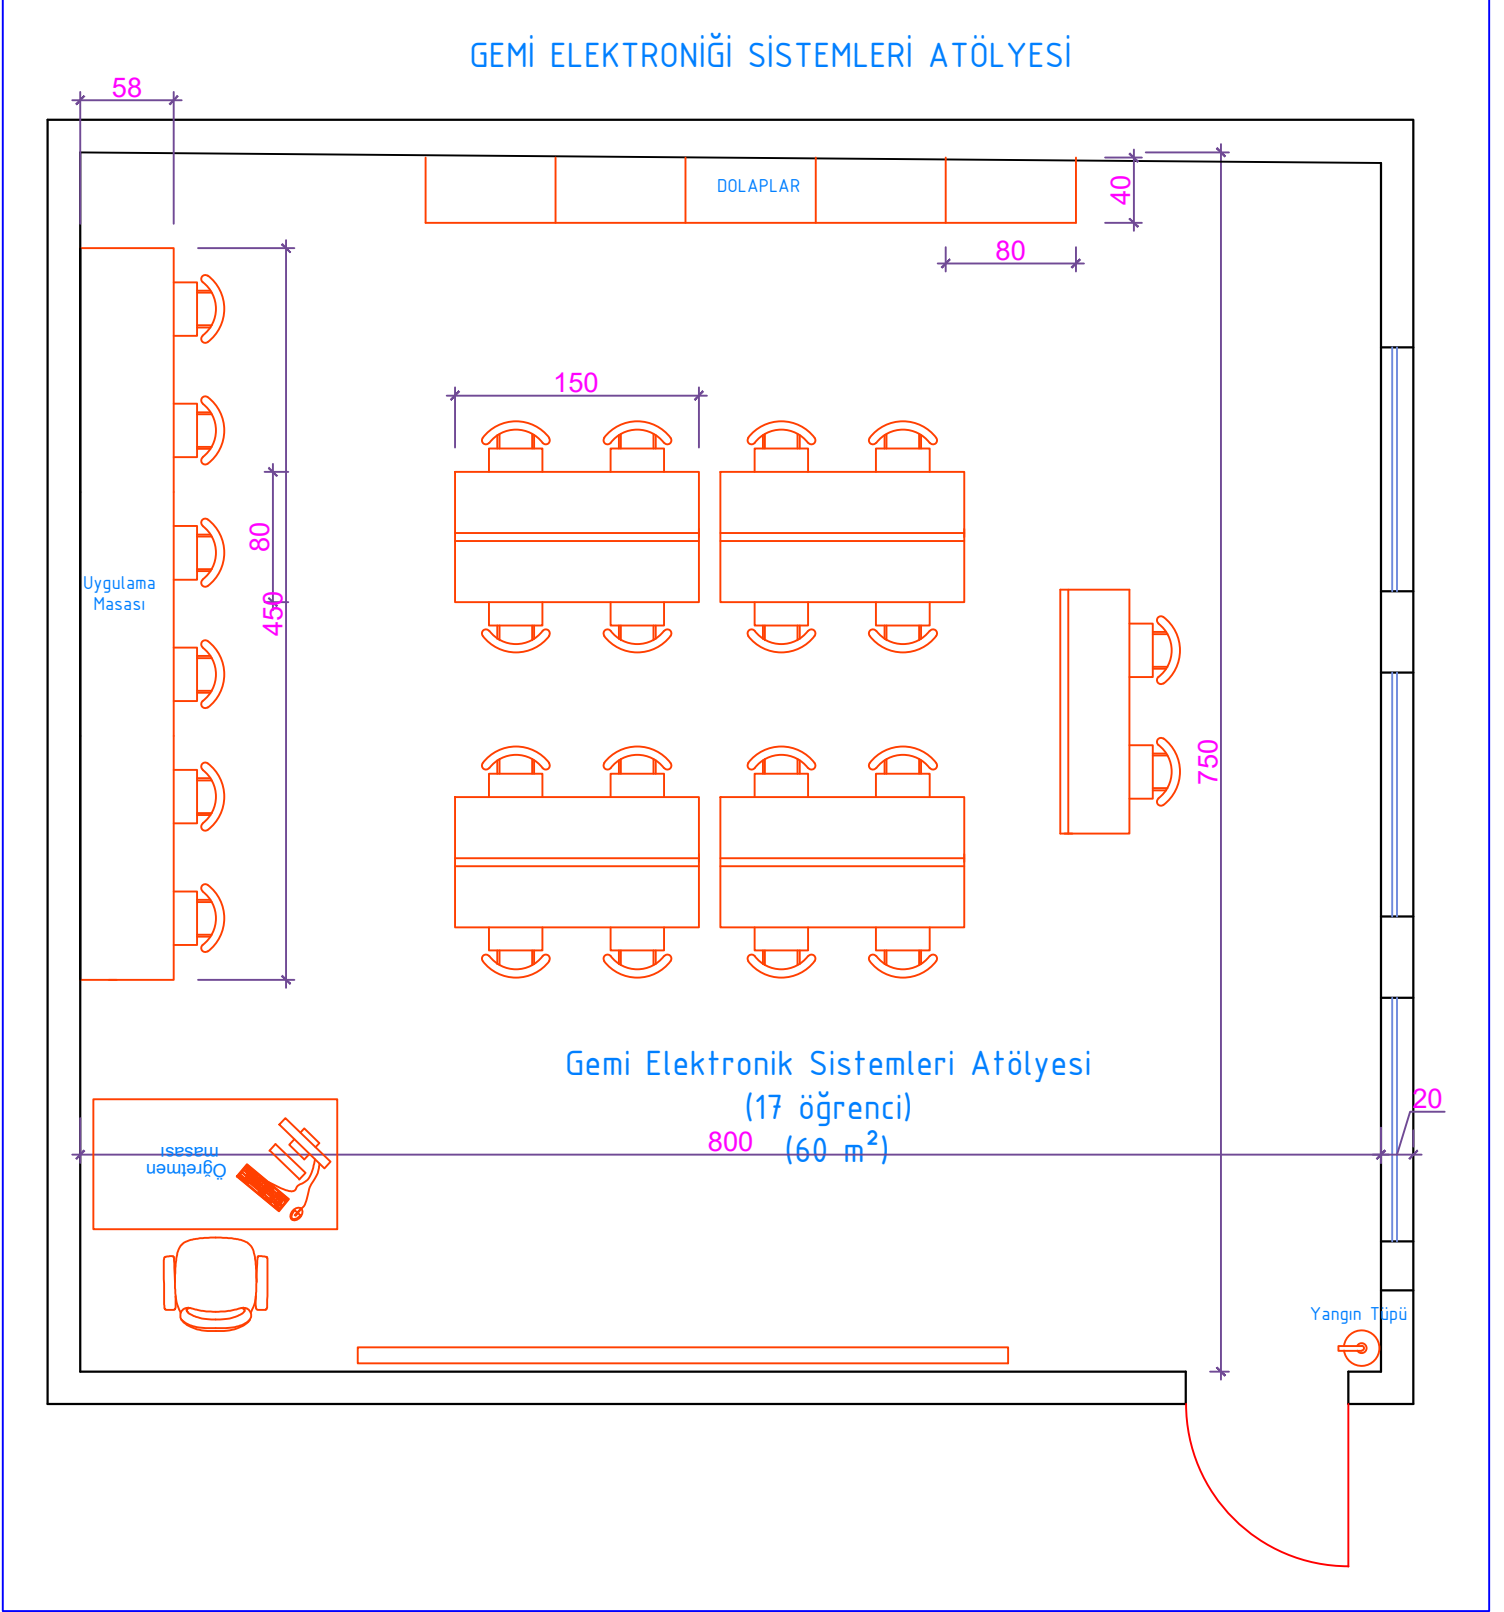 GEMİ ELEKTRONİĞİ SİSTEMLERİ ATÖLYESİ
58
DOLAPLAR
40
80
150
80
450
Uygulama
Masası
750
Gemi Elektronik Sistemleri Atölyesi
(17 öğrenci)
(60 m²)
800
20
Öğretmen
masası
Yangın Tüpü